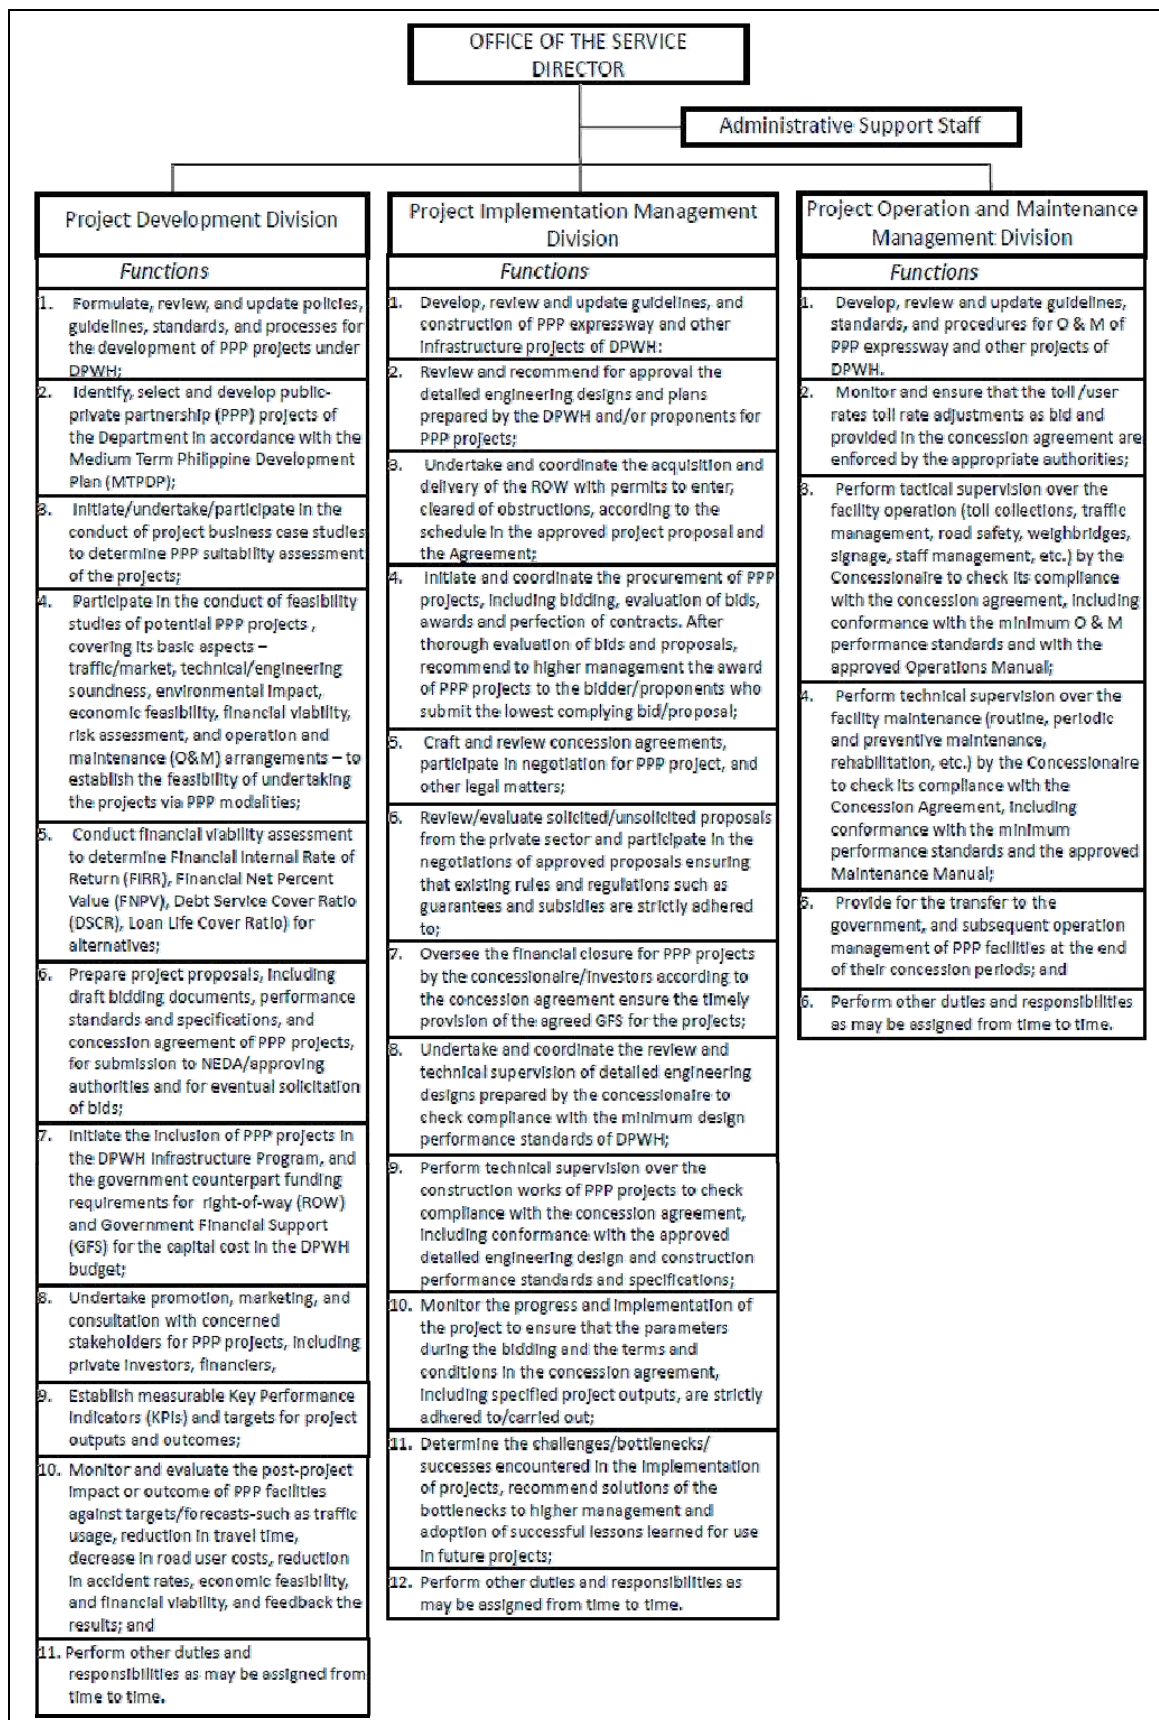 OFFICE OF THE SERVICE
DIRECTOR
Administrative Support Staff
Project Development Division
Functions
1. Formulate, review, and update policies,
guidelines, standards, and processes for
the development of PPP projects under
DPWH;
2. Identify, select and develop public-
private partnership (PPP) projects of
the Department in accordance with the
Medium Term Philippine Development
Plan (MTPDP);
3. Initiate/undertake/participate in the
conduct of project business case studies
to determine PPP suitability assessment
of the projects;
4. Participate in the conduct of feasibility
studies of potential PPP projects ,
covering its basic aspects –
traffic/market, technical/engineering
soundness, environmental impact,
economic feasibility, financial viability,
risk assessment, and operation and
maintenance (O&M) arrangements – to
establish the feasibility of undertaking
the projects via PPP modalities;
5. Conduct financial viability assessment
to determine Financial Internal Rate of
Return (FIRR), Financial Net Percent
Value (FNPV), Debt Service Cover Ratio
(DSCR), Loan Life Cover Ratio) for
alternatives;
6. Prepare project proposals, including
draft bidding documents, performance
standards and specifications, and
concession agreement of PPP projects,
for submission to NEDA/approving
authorities and for eventual solicitation
of bids;
7. Initiate the inclusion of PPP projects in
the DPWH Infrastructure Program, and
the government counterpart funding
requirements for right-of-way (ROW)
and Government Financial Support
(GFS) for the capital cost in the DPWH
budget;
8. Undertake promotion, marketing, and
consultation with concerned
stakeholders for PPP projects, including
private investors, financiers,
9. Establish measurable Key Performance
Indicators (KPIs) and targets for project
outputs and outcomes;
10. Monitor and evaluate the post-project
impact or outcome of PPP facilities
against targets/forecasts-such as traffic
usage, reduction in travel time,
decrease in road user costs, reduction
in accident rates, economic feasibility,
and financial viability, and feedback the
results; and
11. Perform other duties and
responsibilities as may be assigned from
time to time.
Project Implementation Management
Division
Functions
1. Develop, review and update guidelines, and
construction of PPP expressway and other
infrastructure projects of DPWH:
2. Review and recommend for approval the
detailed engineering designs and plans
prepared by the DPWH and/or proponents for
PPP projects;
3. Undertake and coordinate the acquisition and
delivery of the ROW with permits to enter,
cleared of obstructions, according to the
schedule in the approved project proposal and
the Agreement;
4. Initiate and coordinate the procurement of PPP
projects, including bidding, evaluation of bids,
awards and perfection of contracts. After
thorough evaluation of bids and proposals,
recommend to higher management the award
of PPP projects to the bidder/proponents who
submit the lowest complying bid/proposal;
5. Craft and review concession agreements,
participate in negotiation for PPP project, and
other legal matters;
6. Review/evaluate solicited/unsolicited proposals
from the private sector and participate in the
negotiations of approved proposals ensuring
that existing rules and regulations such as
guarantees and subsidies are strictly adhered
to;
7. Oversee the financial closure for PPP projects
by the concessionaire/investors according to
the concession agreement ensure the timely
provision of the agreed GFS for the projects;
8. Undertake and coordinate the review and
technical supervision of detailed engineering
designs prepared by the concessionaire to
check compliance with the minimum design
performance standards of DPWH;
9. Perform technical supervision over the
construction works of PPP projects to check
compliance with the concession agreement,
including conformance with the approved
detailed engineering design and construction
performance standards and specifications;
10. Monitor the progress and implementation of
the project to ensure that the parameters
during the bidding and the terms and
conditions in the concession agreement,
including specified project outputs, are strictly
adhered to/carried out;
11. Determine the challenges/bottlenecks/
successes encountered in the implementation
of projects, recommend solutions of the
bottlenecks to higher management and
adoption of successful lessons learned for use
in future projects;
12. Perform other duties and responsibilities as
may be assigned from time to time.
Project Operation and Maintenance
Management Division
Functions
1. Develop, review and update guidelines,
standards, and procedures for O & M of
PPP expressway and other projects of
DPWH.
2. Monitor and ensure that the toll /user
rates toll rate adjustments as bid and
provided in the concession agreement are
enforced by the appropriate authorities;
3. Perform tactical supervision over the
facility operation (toll collections, traffic
management, road safety, weighbridges,
signage, staff management, etc.) by the
Concessionaire to check its compliance
with the concession agreement, including
conformance with the minimum O & M
performance standards and with the
approved Operations Manual;
4. Perform technical supervision over the
facility maintenance (routine, periodic
and preventive maintenance,
rehabilitation, etc.) by the Concessionaire
to check its compliance with the
Concession Agreement, including
conformance with the minimum
performance standards and the approved
Maintenance Manual;
5. Provide for the transfer to the
government, and subsequent operation
management of PPP facilities at the end
of their concession periods; and
6. Perform other duties and responsibilities
as may be assigned from time to time.